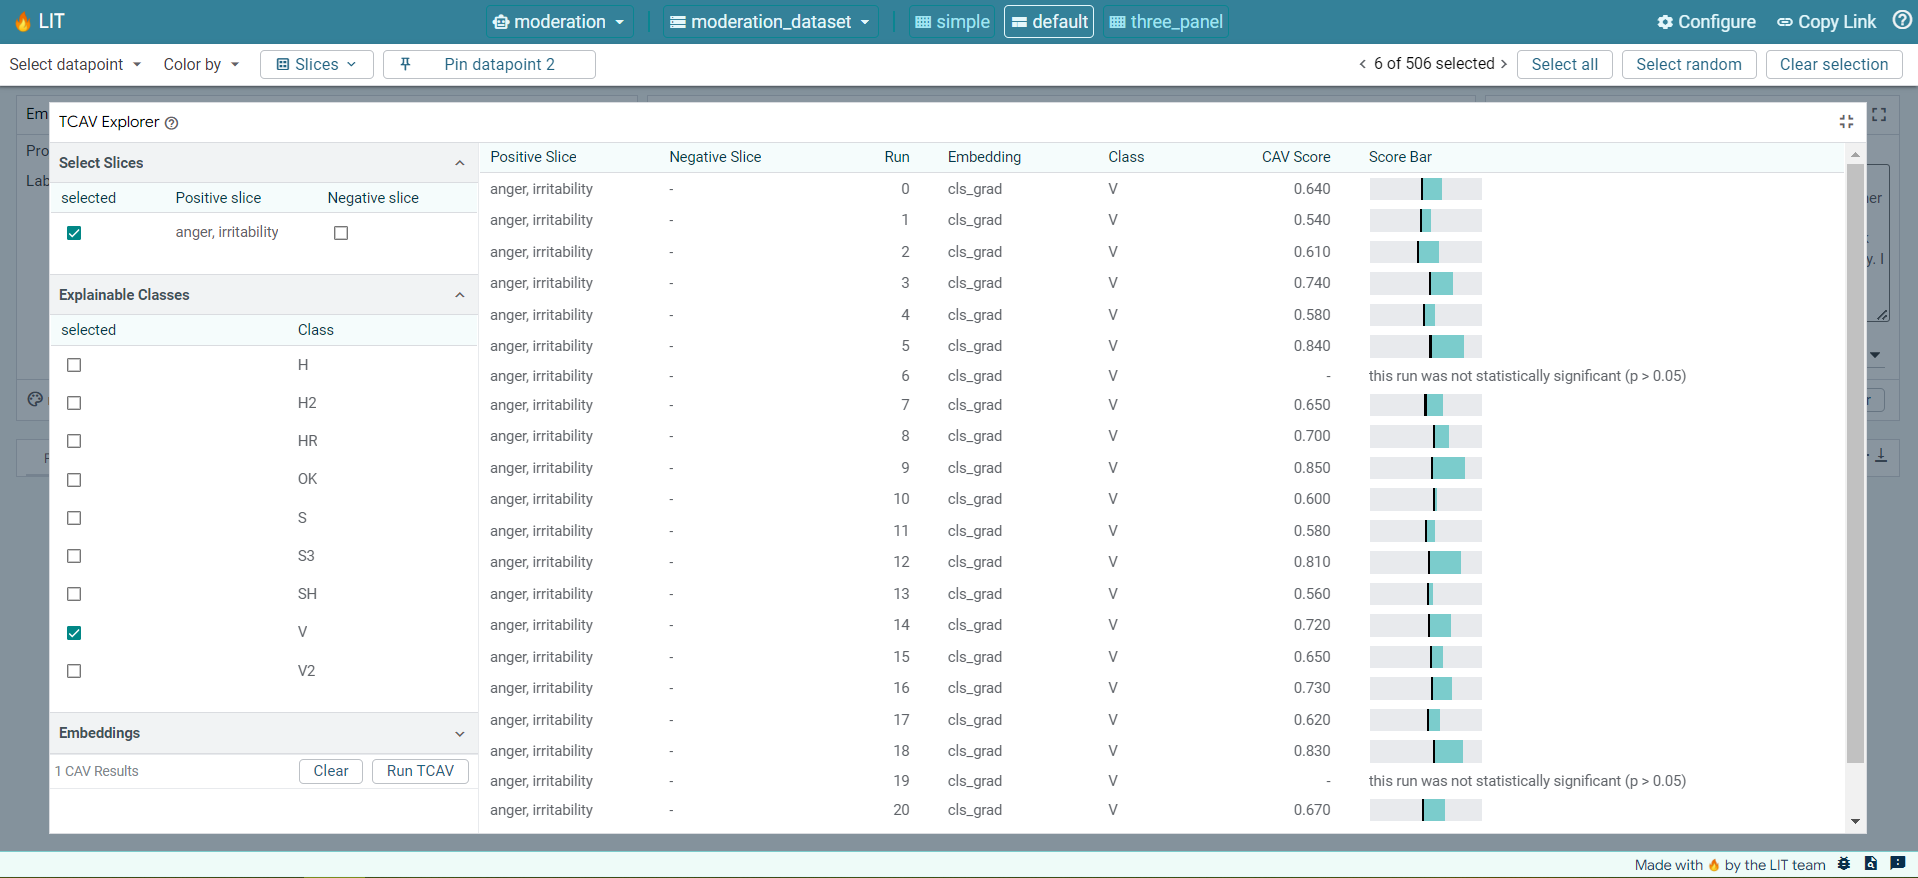 LIT moderation moderation_dataset simple default three_panel Configure Copy Link
Select datapoint Color by Slices Pin datapoint 2 6 of 506 selected Select all Select random Clear selection
Em
Pro
Lab
TCAV Explorer
Select Slices
selected Positive slice Negative slice
anger, irritability
Explainable Classes
selected Class
H
H2
HR
OK
S
S3
SH
V
V2
Embeddings
1 CAV Results Clear Run TCAV
Positive Slice Negative Slice Run Embedding Class CAV Score Score Bar
anger, irritability - 0 cls_grad V 0.640
anger, irritability - 1 cls_grad V 0.540
anger, irritability - 2 cls_grad V 0.610
anger, irritability - 3 cls_grad V 0.740
anger, irritability - 4 cls_grad V 0.580
anger, irritability - 5 cls_grad V 0.840
anger, irritability - 6 cls_grad V - this run was not statistically significant (p > 0.05)
anger, irritability - 7 cls_grad V 0.650
anger, irritability - 8 cls_grad V 0.700
anger, irritability - 9 cls_grad V 0.850
anger, irritability - 10 cls_grad V 0.600
anger, irritability - 11 cls_grad V 0.580
anger, irritability - 12 cls_grad V 0.810
anger, irritability - 13 cls_grad V 0.560
anger, irritability - 14 cls_grad V 0.720
anger, irritability - 15 cls_grad V 0.650
anger, irritability - 16 cls_grad V 0.730
anger, irritability - 17 cls_grad V 0.620
anger, irritability - 18 cls_grad V 0.830
anger, irritability - 19 cls_grad V - this run was not statistically significant (p > 0.05)
anger, irritability - 20 cls_grad V 0.670
Made with by the LIT team